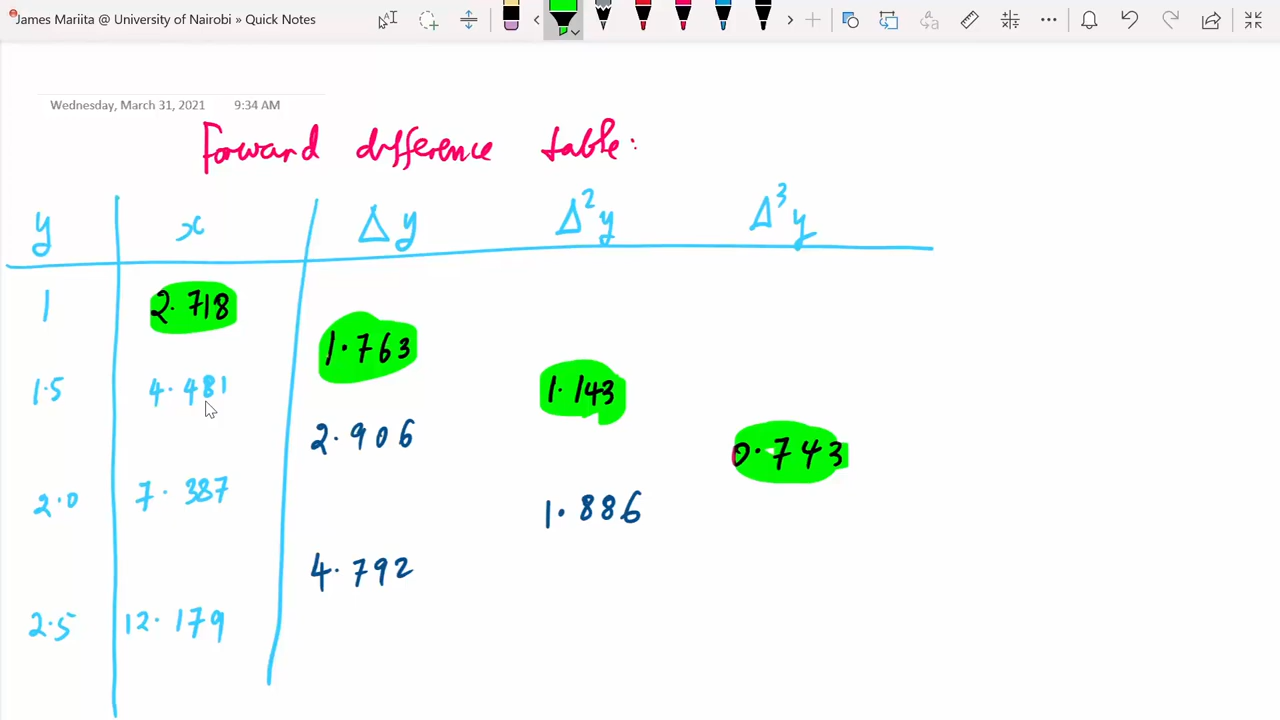 James Mariita @ University of Nairobi » Quick Notes
Wednesday, March 31, 2021 9:34 AM
Forward difference table:
y x Δy Δ²y Δ³y
1 2.718
1.763
1.5 4.481 1.143
2.906 0.743
2.0 7.387 1.886
4.792
2.5 12.179